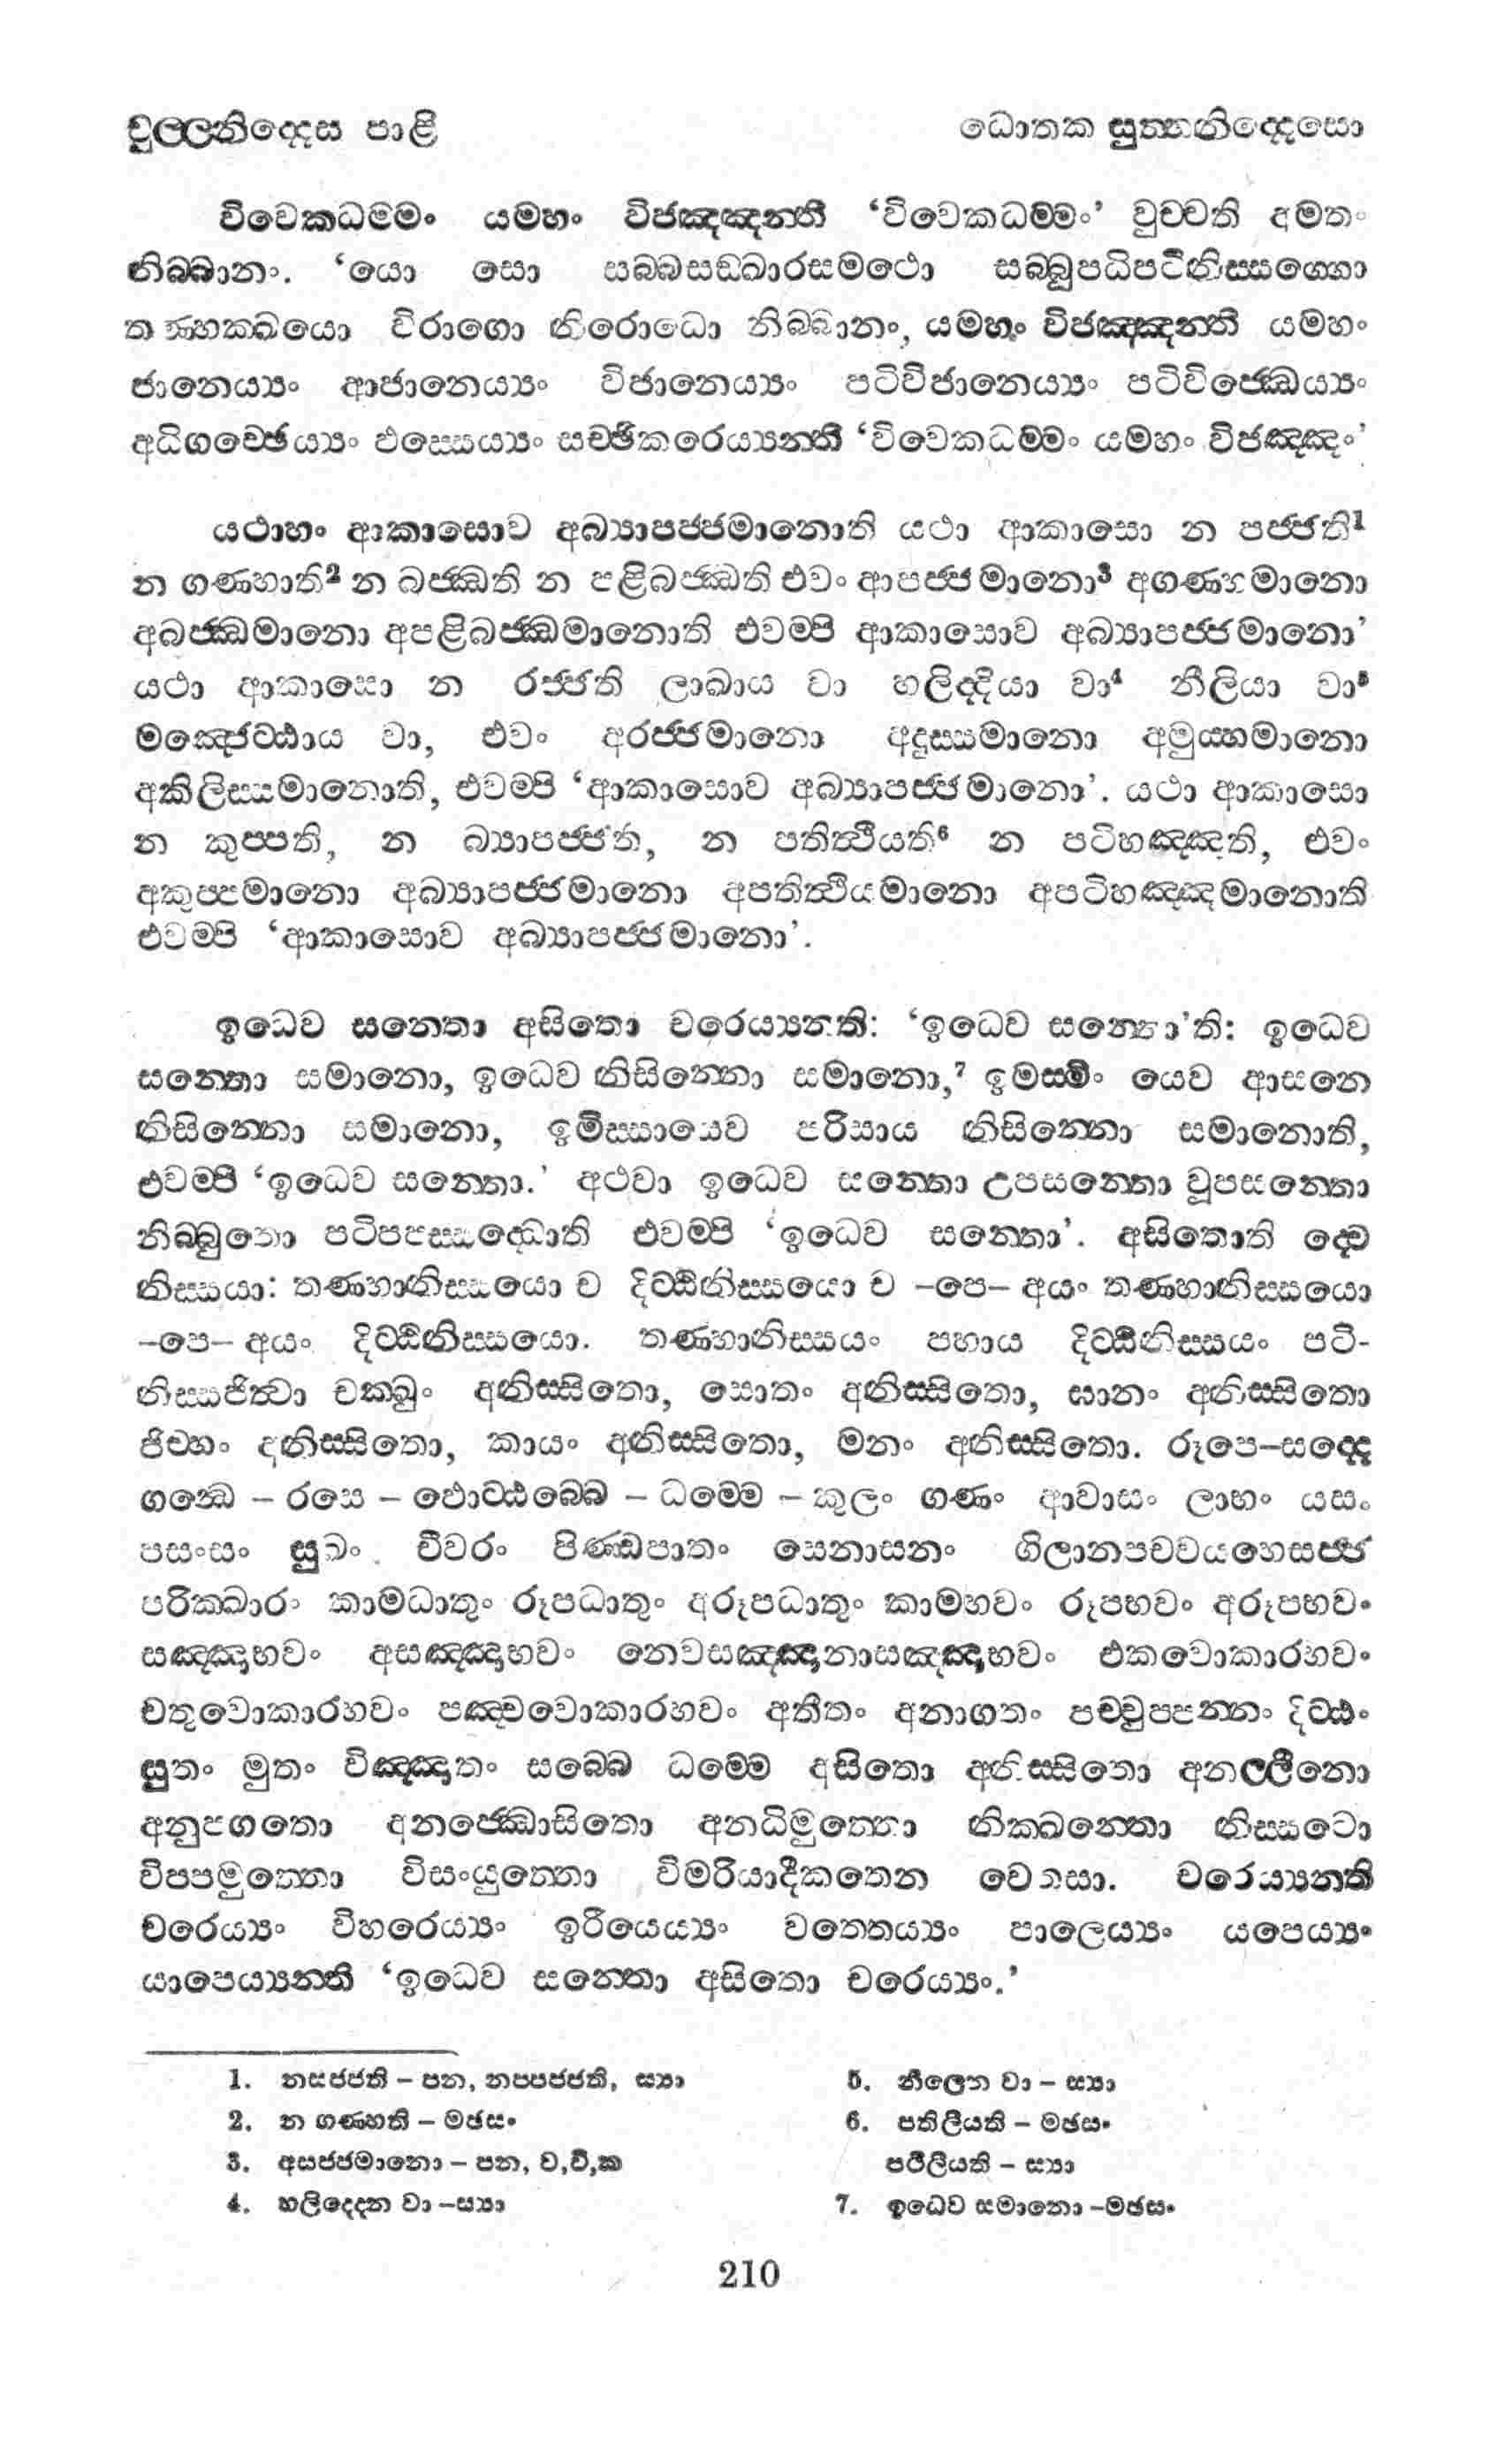 චුල්ලනිද්දෙස පාළි
ධොතක සුත්තනිද්දෙසො
විවෙකධම්මං යමහං විජඤ්ඤන්ති ‘විවෙකධම්මං’ වුච්චති අමතං
නිබ්බානං. ‘යො සො සබ්බසඞ්ඛාරසමථො සබ්බූපධිපටිනිස්සග්ගො
තණ්හක්ඛයො විරාගො නිරොධො නිබ්බානං, යමහං විජඤ්ඤන්ති යමහං
ජානෙය්‍යං ආජානෙය්‍යං විජානෙය්‍යං පටිවිජානෙය්‍යං පටිවිජ්ඣෙය්‍යං
අධිගච්ඡෙය්‍යං ඵස්සෙය්‍යං සච්ඡිකරෙය්‍යන්ති ‘විවෙකධම්මං යමහං විජඤ්ඤං’
යථාහං ආකාසොව අබ්‍යාපජ්ජමානොති යථා ආකාසො න පජ්ජති¹
න ගණ්හාති² න බජ්ඣති න පළිබජ්ඣති එවං ආපජ්ජමානො³ අගණ්හමානො
අබජ්ඣමානො අපළිබජ්ඣමානොති එවම්පි ආකාසොව අබ්‍යාපජ්ජමානො’
යථා ආකාසො න රජ්ජති ලාඛාය වා හලිද්දියා වා⁴ නීලියා වා⁵
මඤ්ජෙට්ඨාය වා, එවං අරජ්ජමානො අදුස්සමානො අමුය්හමානො
අකිලිස්සමානොති, එවම්පි ‘ආකාසොව අබ්‍යාපජ්ජමානො’. යථා ආකාසො
න කුප්පති, න බ්‍යාපජ්ජති, න පතිත්ථීයති⁶ න පටිහඤ්ඤති, එවං
අකුප්පමානො අබ්‍යාපජ්ජමානො අපතිත්ථියමානො අපටිහඤ්ඤමානොති
එවම්පි ‘ආකාසොව අබ්‍යාපජ්ජමානො’.
ඉධෙව සන්තො අසිතො චරෙය්‍යන්ති: ‘ඉධෙව සන්තො’ති: ඉධෙව
සන්තො සමානො, ඉධෙව නිසින්නො සමානො,⁷ ඉමස්මිං යෙව ආසනෙ
නිසින්නො සමානො, ඉමිස්සායෙව පරිසාය නිසින්නො සමානොති,
එවම්පි ‘ඉධෙව සන්තො.’ අථවා ඉධෙව සන්තො උපසන්තො වූපසන්තො
නිබ්බුතො පටිප්පස්සද්ධොති එවම්පි ‘ඉධෙව සන්තො’. අසිතොති ද්වෙ
නිස්සයා: තණ්හානිස්සයො ච දිට්ඨිනිස්සයො ච –පෙ– අයං තණ්හානිස්සයො
–පෙ– අයං දිට්ඨිනිස්සයො. තණ්හානිස්සයං පහාය දිට්ඨිනිස්සයං පටි-
නිස්සජිත්වා චක්ඛුං අනිස්සිතො, සොතං අනිස්සිතො, ඝානං අනිස්සිතො
ජිව්හං අනිස්සිතො, කායං අනිස්සිතො, මනං අනිස්සිතො. රූපෙ–සද්දෙ
ගන්ධෙ – රසෙ – ඵොට්ඨබ්බෙ – ධම්මෙ – කුලං ගණං ආවාසං ලාභං යසං
පසංසං සුඛං චීවරං පිණ්ඩපාතං සෙනාසනං ගිලානපච්චයභෙසජ්ජ
පරික්ඛාරං කාමධාතුං රූපධාතුං අරූපධාතුං කාමභවං රූපභවං අරූපභවං
සඤ්ඤාභවං අසඤ්ඤාභවං නෙවසඤ්ඤානාසඤ්ඤාභවං එකවොකාරභවං
චතුවොකාරභවං පඤ්චවොකාරභවං අතීතං අනාගතං පච්චුප්පන්නං දිට්ඨං
සුතං මුතං විඤ්ඤාතං සබ්බෙ ධම්මෙ අසිතො අනිස්සිතො අනල්ලීනො
අනුපගතො අනජ්ඣොසිතො අනධිමුත්තො නික්ඛන්තො නිස්සටො
විප්පමුත්තො විසංයුත්තො විමරියාදීකතෙන චෙතසා. චරෙය්‍යන්ති
චරෙය්‍යං විහරෙය්‍යං ඉරියෙය්‍යං වත්තෙය්‍යං පාලෙය්‍යං යපෙය්‍යං
යාපෙය්‍යන්ති ‘ඉධෙව සන්තො අසිතො චරෙය්‍යං.’
1. නසජ්ජති – පන, නප්පජ්ජති, ස්‍යා
2. න ගණ්හති – මඡසං
3. අසජ්ජමානො – පන, ව,වි,ක
4. හලිද්දෙන වා –ස්‍යා
5. නීලෙන වා – ස්‍යා
6. පතිලීයති – මඡසං
පථිලීයති – ස්‍යා
7. ඉධෙව සමානො –මඡසං
210